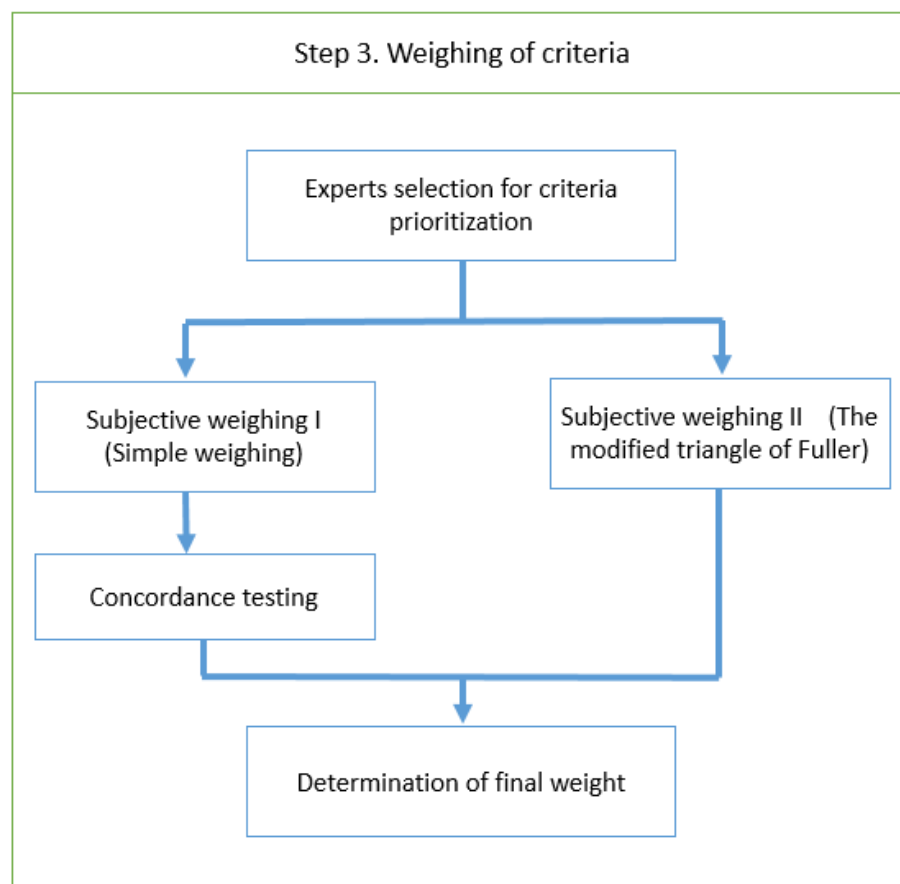 Step 3. Weighing of criteria
Experts selection for criteria
prioritization
Subjective weighing I
(Simple weighing)
Subjective weighing II (The
modified triangle of Fuller)
Concordance testing
Determination of final weight